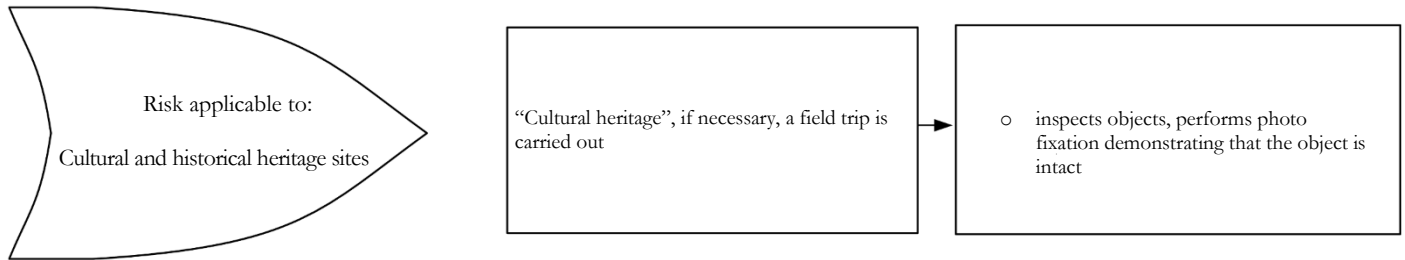 Risk applicable to:
Cultural and historical heritage sites
“Cultural heritage”, if necessary, a field trip is
carried out
o inspects objects, performs photo
fixation demonstrating that the object is
intact